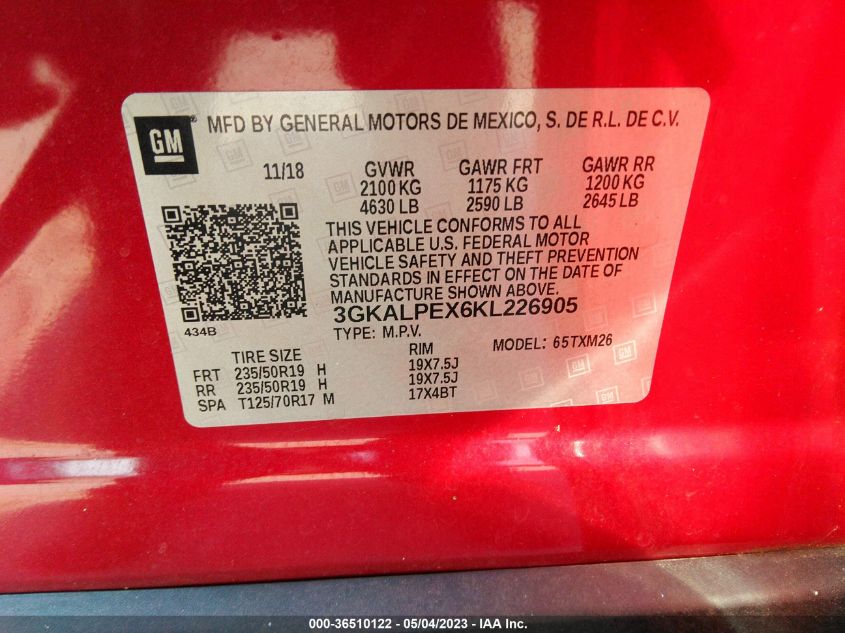 GM ® MFD BY GENERAL MOTORS DE MEXICO, S. DE R.L. DE C.V.
11/18 GVWR GAWR FRT GAWR RR
2100 KG 1175 KG 1200 KG
4630 LB 2590 LB 2645 LB
THIS VEHICLE CONFORMS TO ALL
APPLICABLE U.S. FEDERAL MOTOR
VEHICLE SAFETY AND THEFT PREVENTION
STANDARDS IN EFFECT ON THE DATE OF
MANUFACTURE SHOWN ABOVE.
434B 3GKALPEX6KL226905
TYPE: M.P.V. MODEL: 65TXM26
TIRE SIZE RIM
FRT 235/50R19 H 19X7.5J
RR 235/50R19 H 19X7.5J
SPA T125/70R17 M 17X4BT
000-36510122 - 05/04/2023 - IAA Inc.